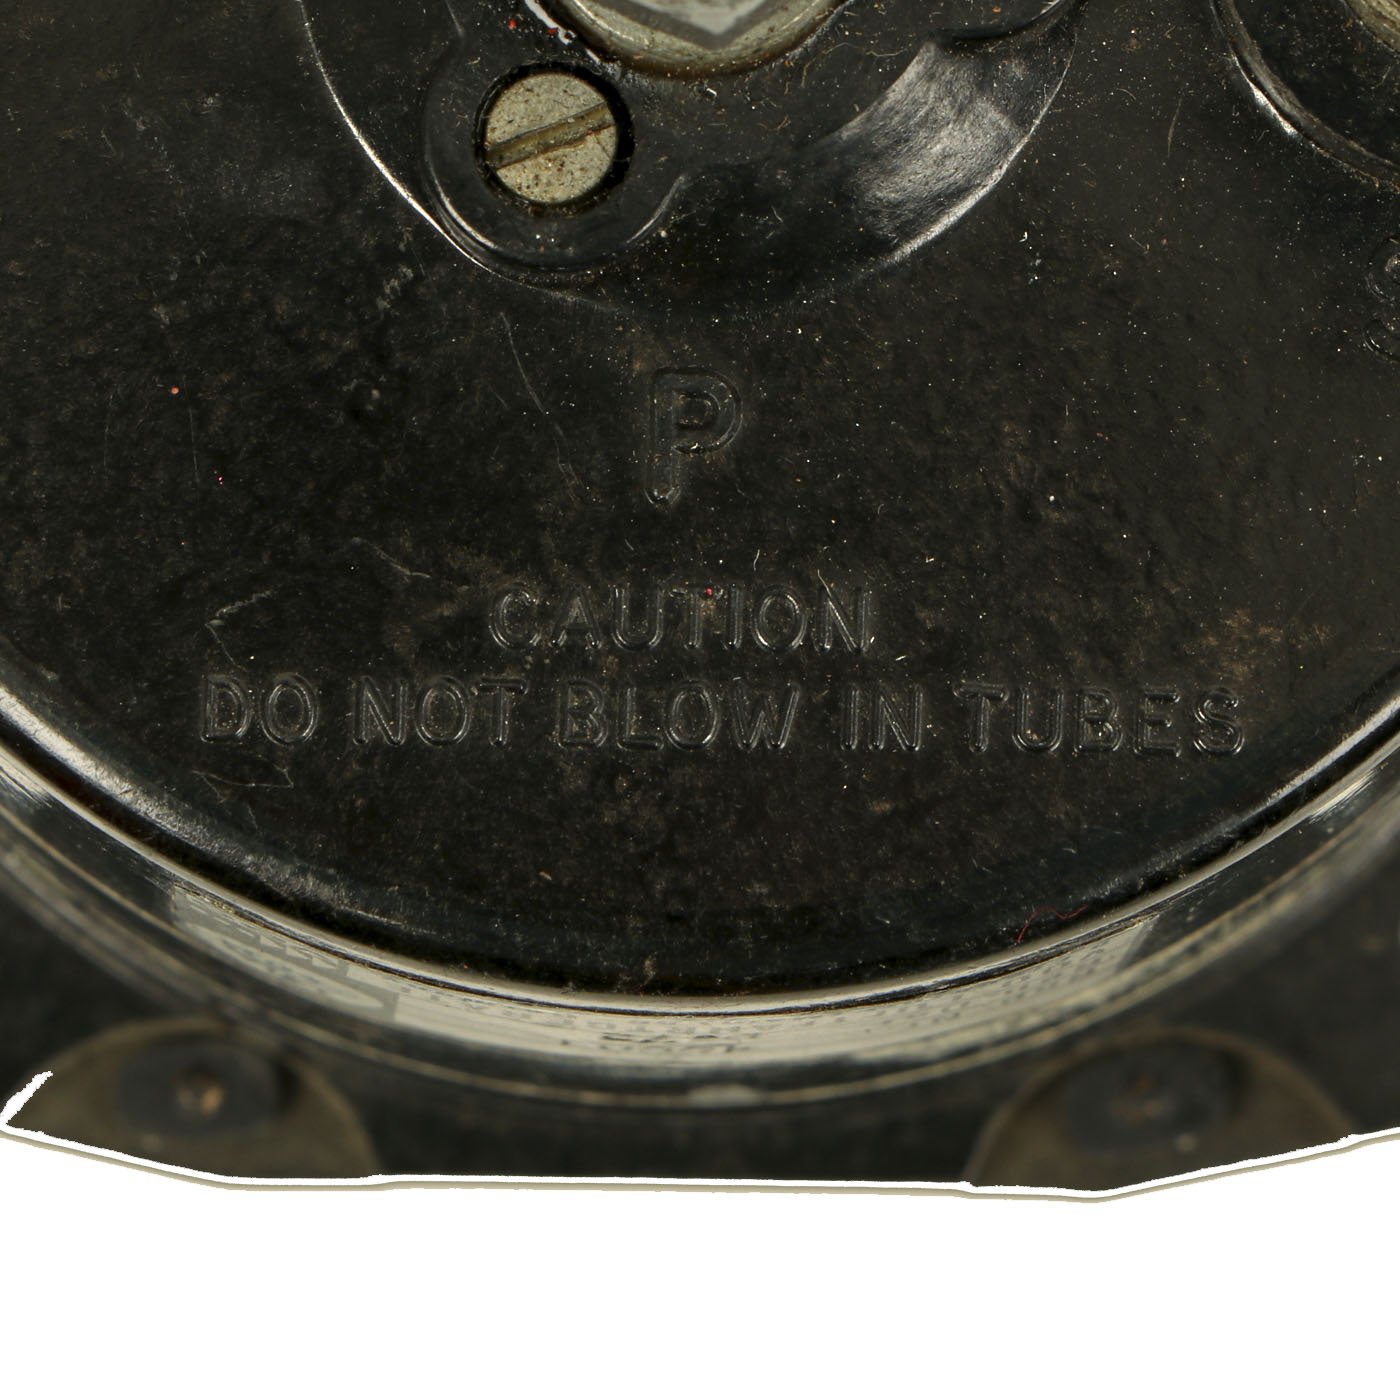 P
CAUTION
DO NOT BLOW IN TUBES